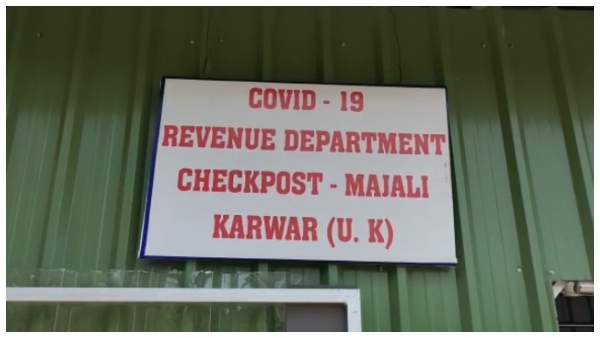 COVID - 19
REVENUE DEPARTMENT
CHECKPOST - MAJALI
KARWAR (U. K)